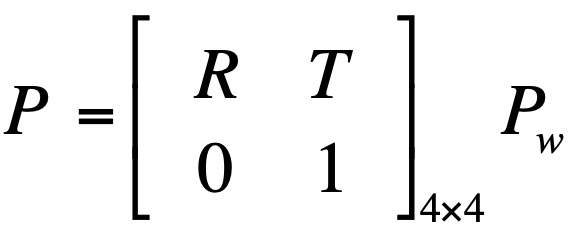 P = [ R T
0 1 ]4×4 Pw